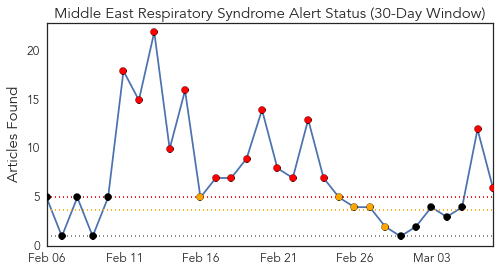 Middle East Respiratory Syndrome Alert Status (30-Day Window)
Articles Found
20
15
10
5
0
Feb 06 Feb 11 Feb 16 Feb 21 Feb 26 Mar 03